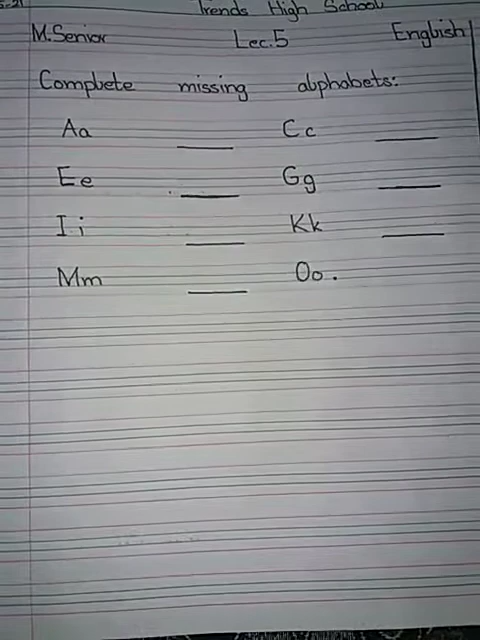 Trends High School
M.Senior Lec.5 English
Complete missing alphabets:
Aa ____ Cc ____
Ee ____ Gg ____
Ii ____ Kk ____
Mm ____ Oo.